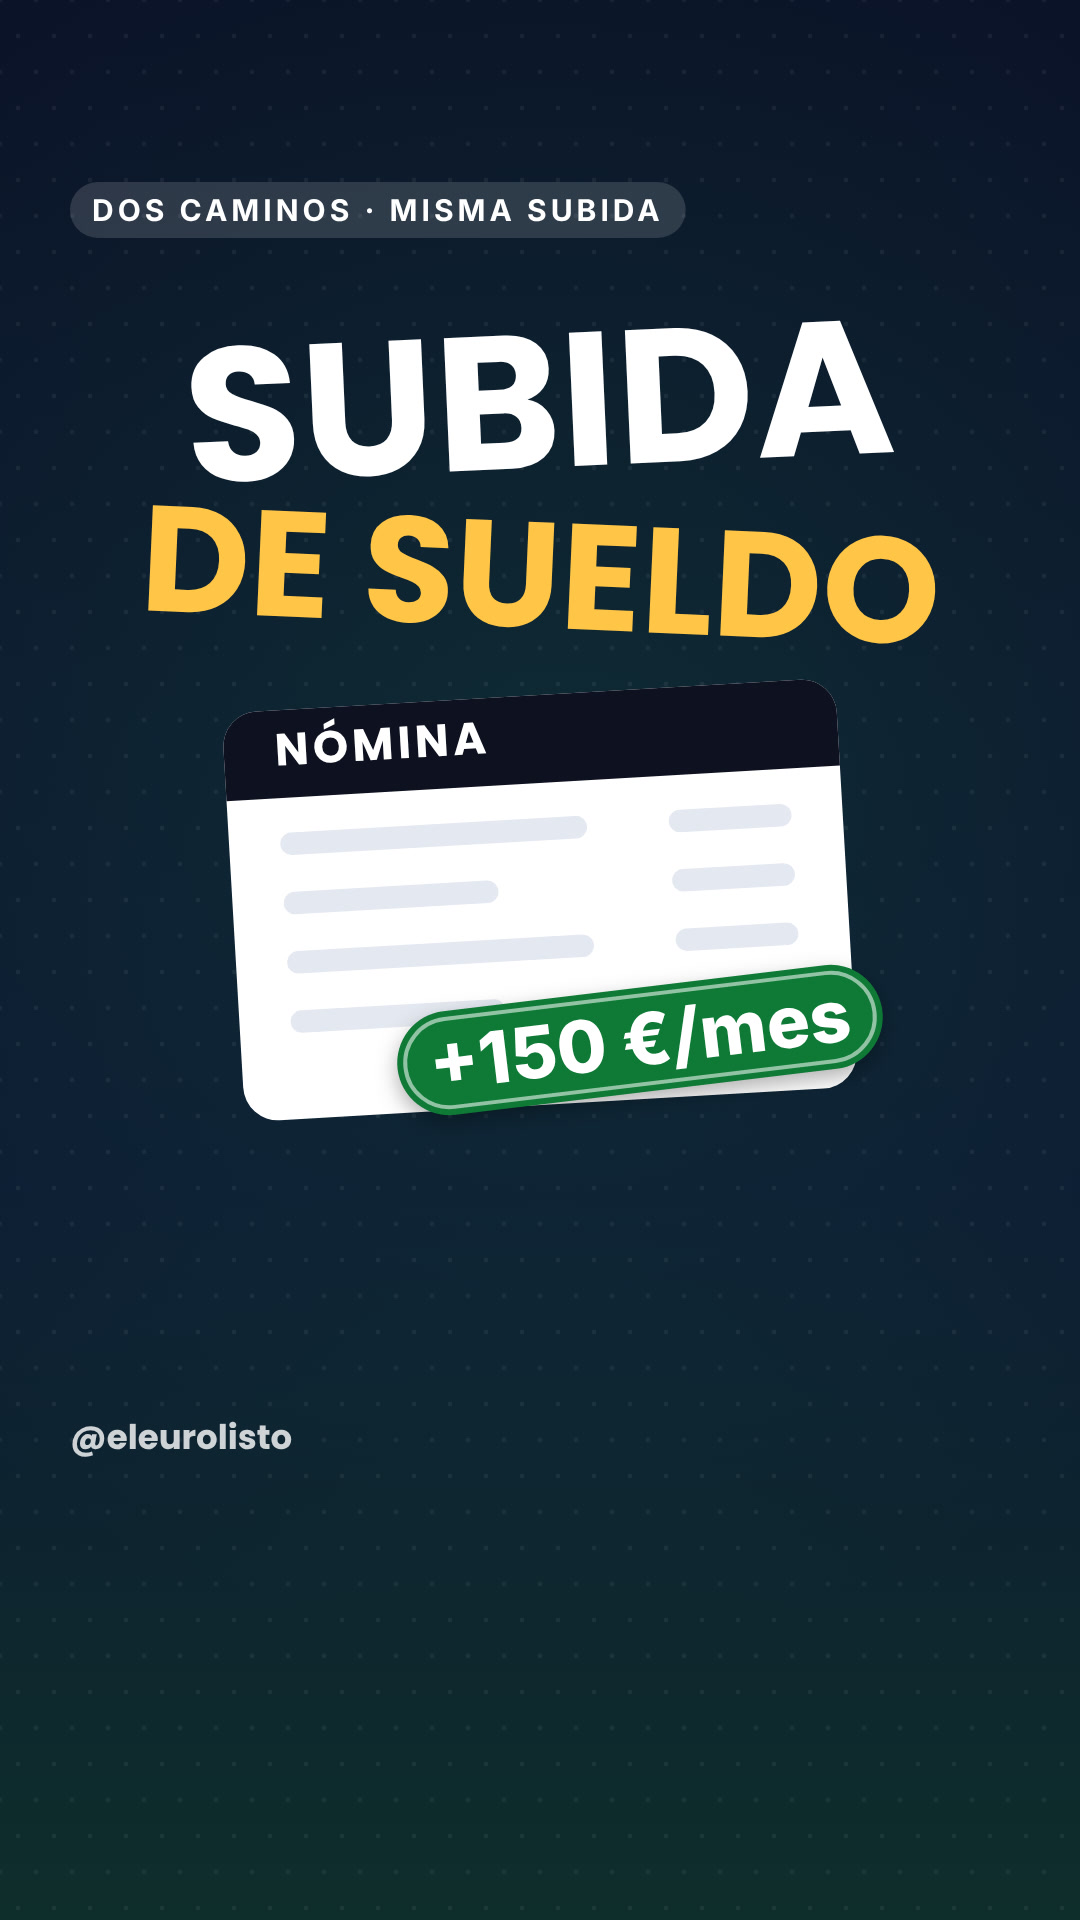 DOS CAMINOS · MISMA SUBIDA
SUBIDA
DE SUELDO
NÓMINA
+150 €/mes
@eleurolisto